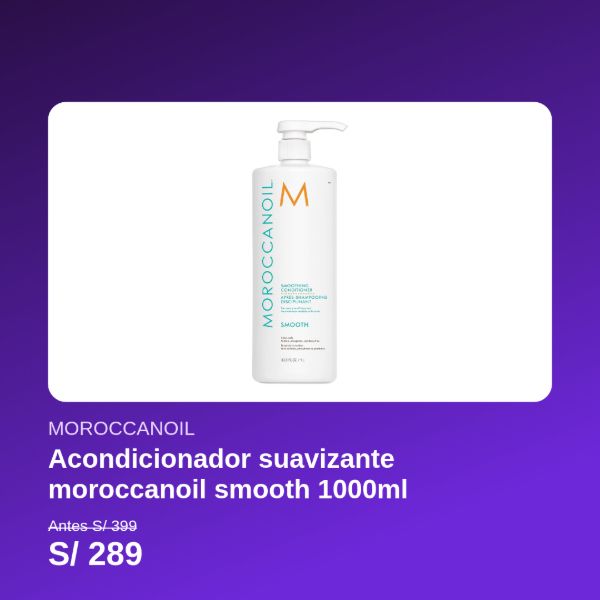 M
MOROCCANOIL
SMOOTHING
CONDITIONER
APRÈS-SHAMPOOING
DISCIPLINANT
SMOOTH
MOROCCANOIL
Acondicionador suavizante
moroccanoil smooth 1000ml
Antes S/ 399
S/ 289